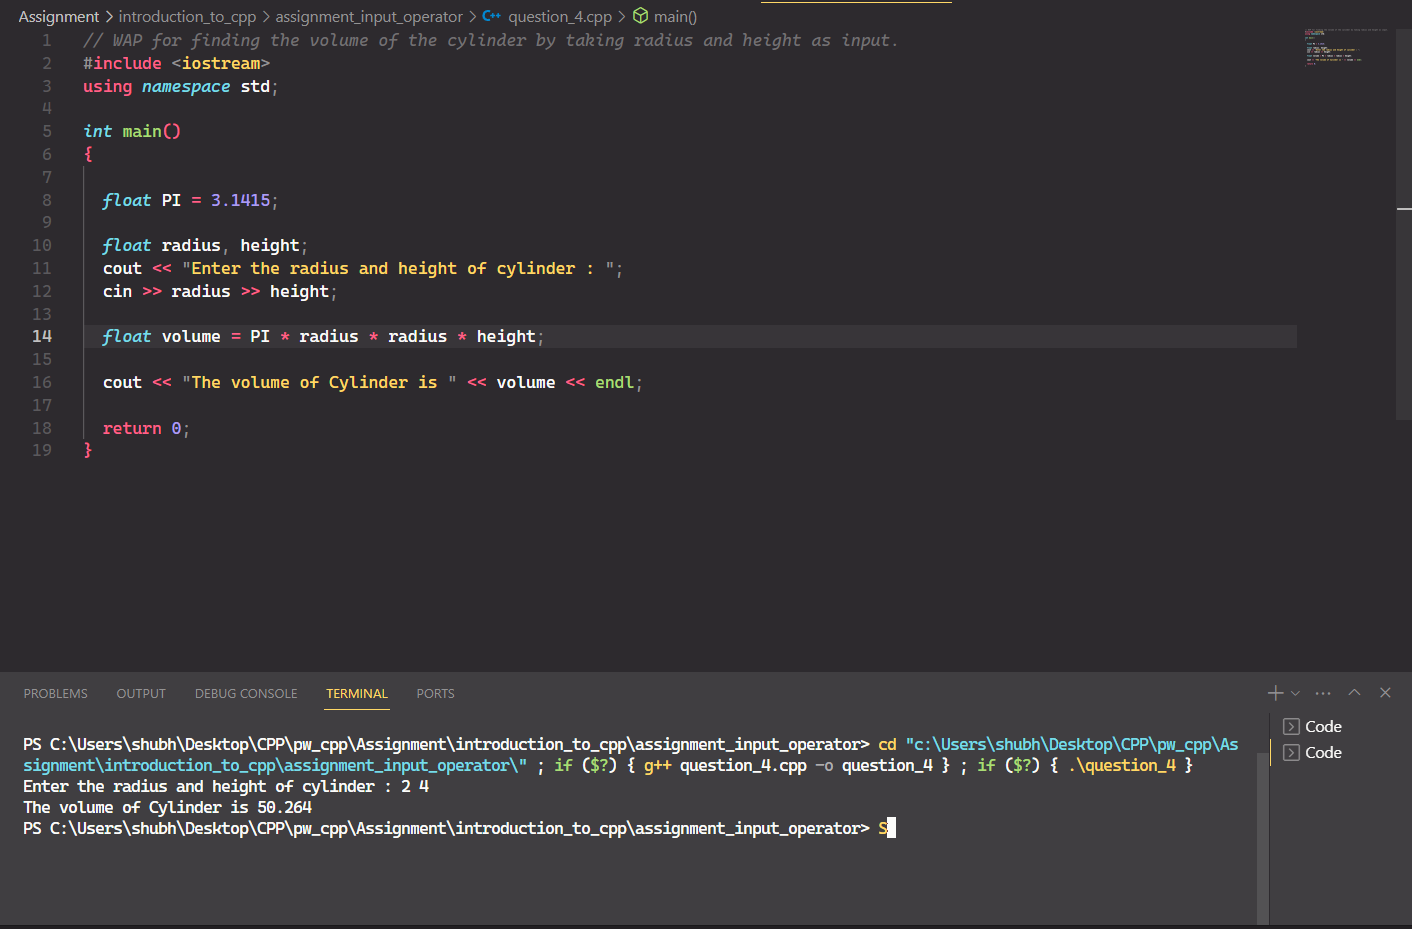 Assignment > introduction_to_cpp > assignment_input_operator > C++ question_4.cpp > main()
1 // WAP for finding the volume of the cylinder by taking radius and height as input.
2 #include <iostream>
3 using namespace std;
4
5 int main()
6 {
7
8 float PI = 3.1415;
9
10 float radius, height;
11 cout << "Enter the radius and height of cylinder : ";
12 cin >> radius >> height;
13
14 float volume = PI * radius * radius * height;
15
16 cout << "The volume of Cylinder is " << volume << endl;
17
18 return 0;
19 }
PROBLEMS OUTPUT DEBUG CONSOLE TERMINAL PORTS
Code
Code
PS C:\Users\shubh\Desktop\CPP\pw_cpp\Assignment\introduction_to_cpp\assignment_input_operator> cd "c:\Users\shubh\Desktop\CPP\pw_cpp\As
signment\introduction_to_cpp\assignment_input_operator\" ; if ($?) { g++ question_4.cpp -o question_4 } ; if ($?) { .\question_4 }
Enter the radius and height of cylinder : 2 4
The volume of Cylinder is 50.264
PS C:\Users\shubh\Desktop\CPP\pw_cpp\Assignment\introduction_to_cpp\assignment_input_operator> S